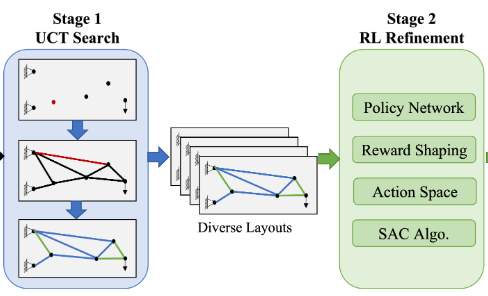 Stage 1
UCT Search
Diverse Layouts
Stage 2
RL Refinement
Policy Network
Reward Shaping
Action Space
SAC Algo.